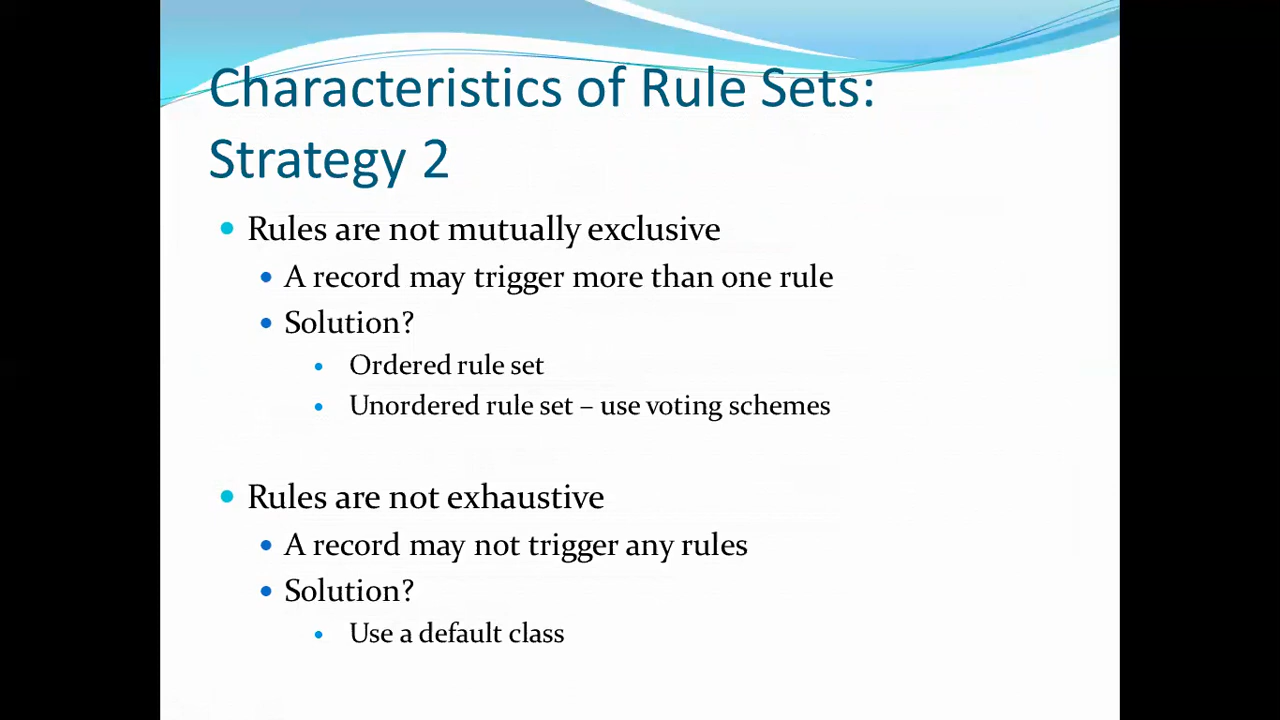 Characteristics of Rule Sets:
Strategy 2
• Rules are not mutually exclusive
• A record may trigger more than one rule
• Solution?
• Ordered rule set
• Unordered rule set – use voting schemes
• Rules are not exhaustive
• A record may not trigger any rules
• Solution?
• Use a default class